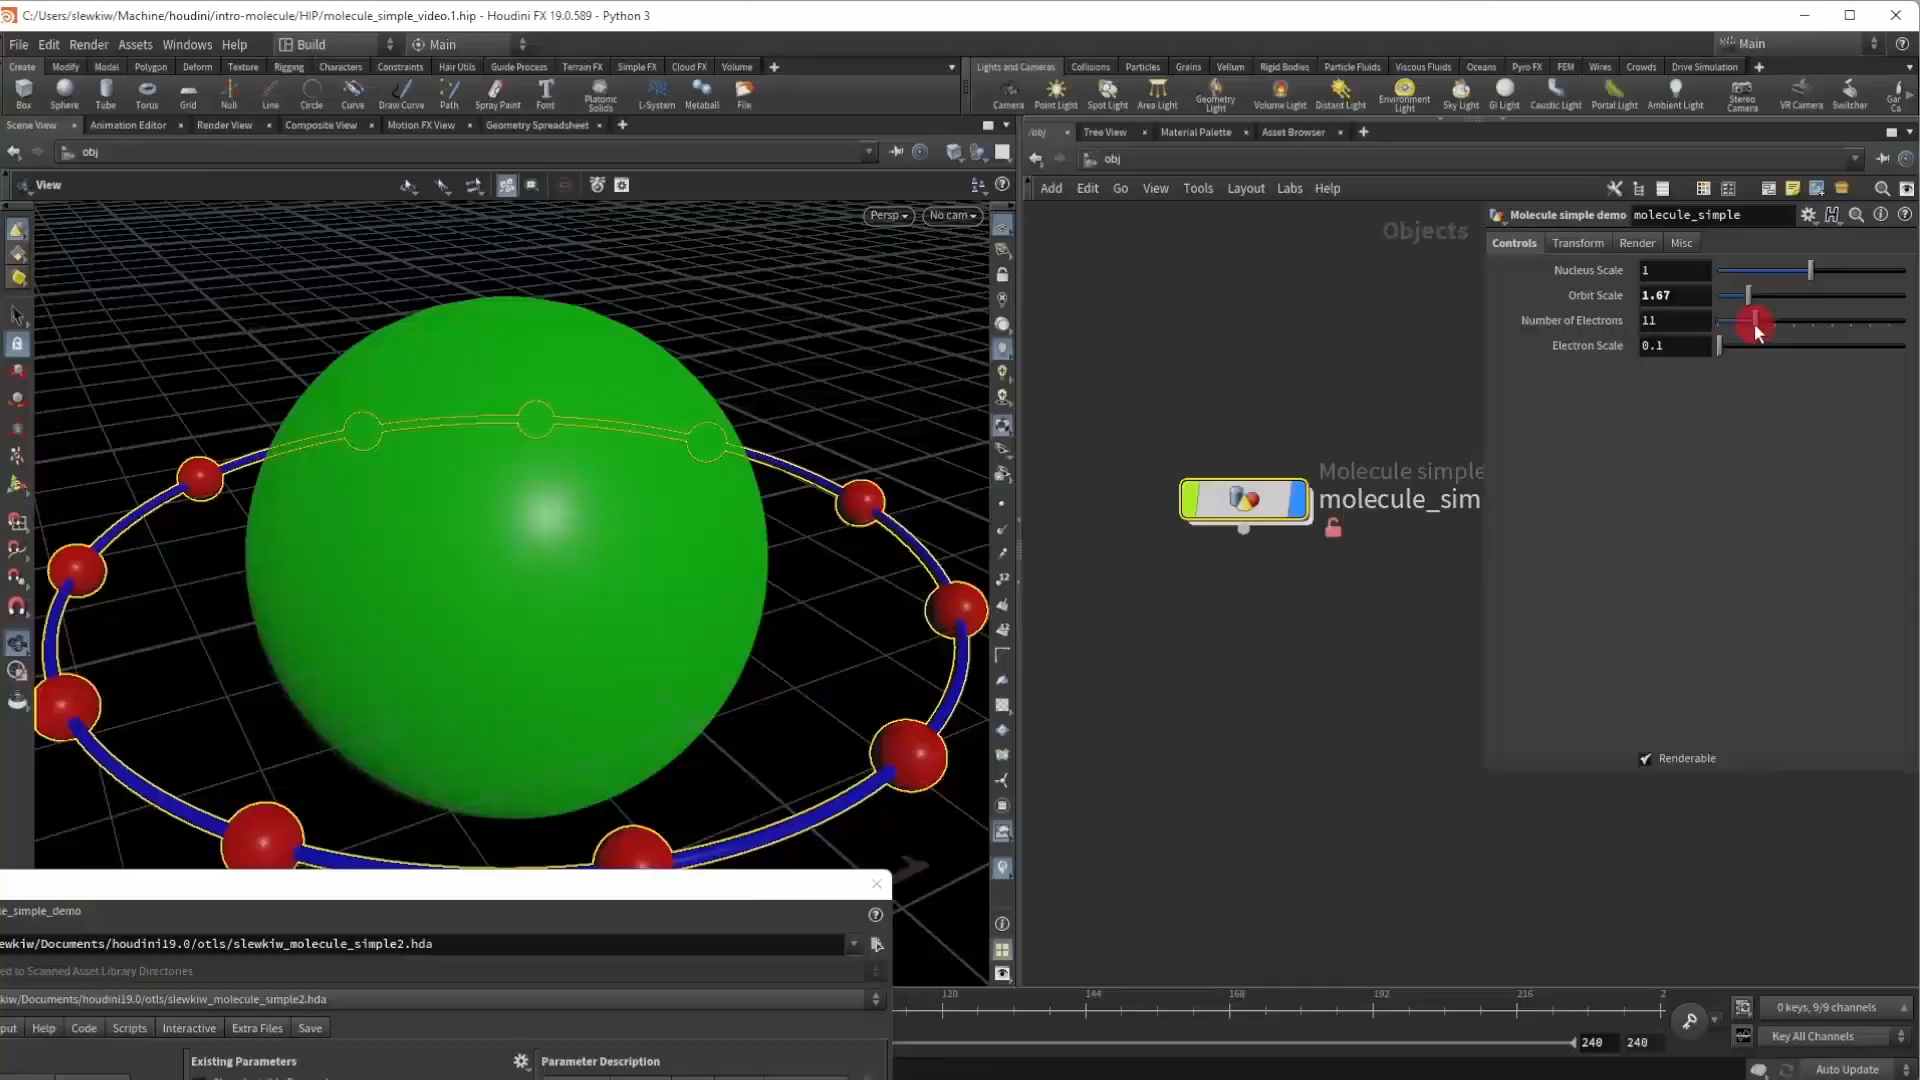 C:/Users/slewkiw/Machine/houdini/intro-molecule/HIP/molecule_simple_video.1.hip - Houdini FX 19.0.589 - Python 3
File Edit Render Assets Windows Help Build Main Main
Create Modify Model Polygon Deform Texture Rigging Characters Constraints Hair Utils Guide Process Terrain FX Simple FX Cloud FX Volume
Lights and Cameras Collisions Particles Grains Vellum Rigid Bodies Particle Fluids Viscous Fluids Oceans Pyro FX FEM Wires Crowds Drive Simulation
Box Sphere Tube Torus Grid Null Line Circle Curve Draw Curve Path Spray Paint Font Platonic Solids L-System Metaball File
Camera Point Light Spot Light Area Light Geometry Light Volume Light Distant Light Environment Light Sky Light GI Light Caustic Light Portal Light Ambient Light Stereo Camera VR Camera Switcher Gar Ca
Scene View Animation Editor Render View Composite View Motion FX View Geometry Spreadsheet
/obj Tree View Material Palette Asset Browser
obj
obj
View
Add Edit Go View Tools Layout Labs Help
Persp No cam
Objects
Molecule simple demo molecule_simple
Controls Transform Render Misc
Nucleus Scale 1
Orbit Scale 1.67
Number of Electrons 11
Electron Scale 0.1
Molecule simple
molecule_sim
Renderable
le_simple_demo
ewkiw/Documents/houdini19.0/otls/slewkiw_molecule_simple2.hda
ed to Scanned Asset Library Directories
kiw/Documents/houdini19.0/otls/slewkiw_molecule_simple2.hda
put Help Code Scripts Interactive Extra Files Save
Existing Parameters Parameter Description
120 144 168 192 216 2
240 240
0 keys, 9/9 channels
Key All Channels
Auto Update